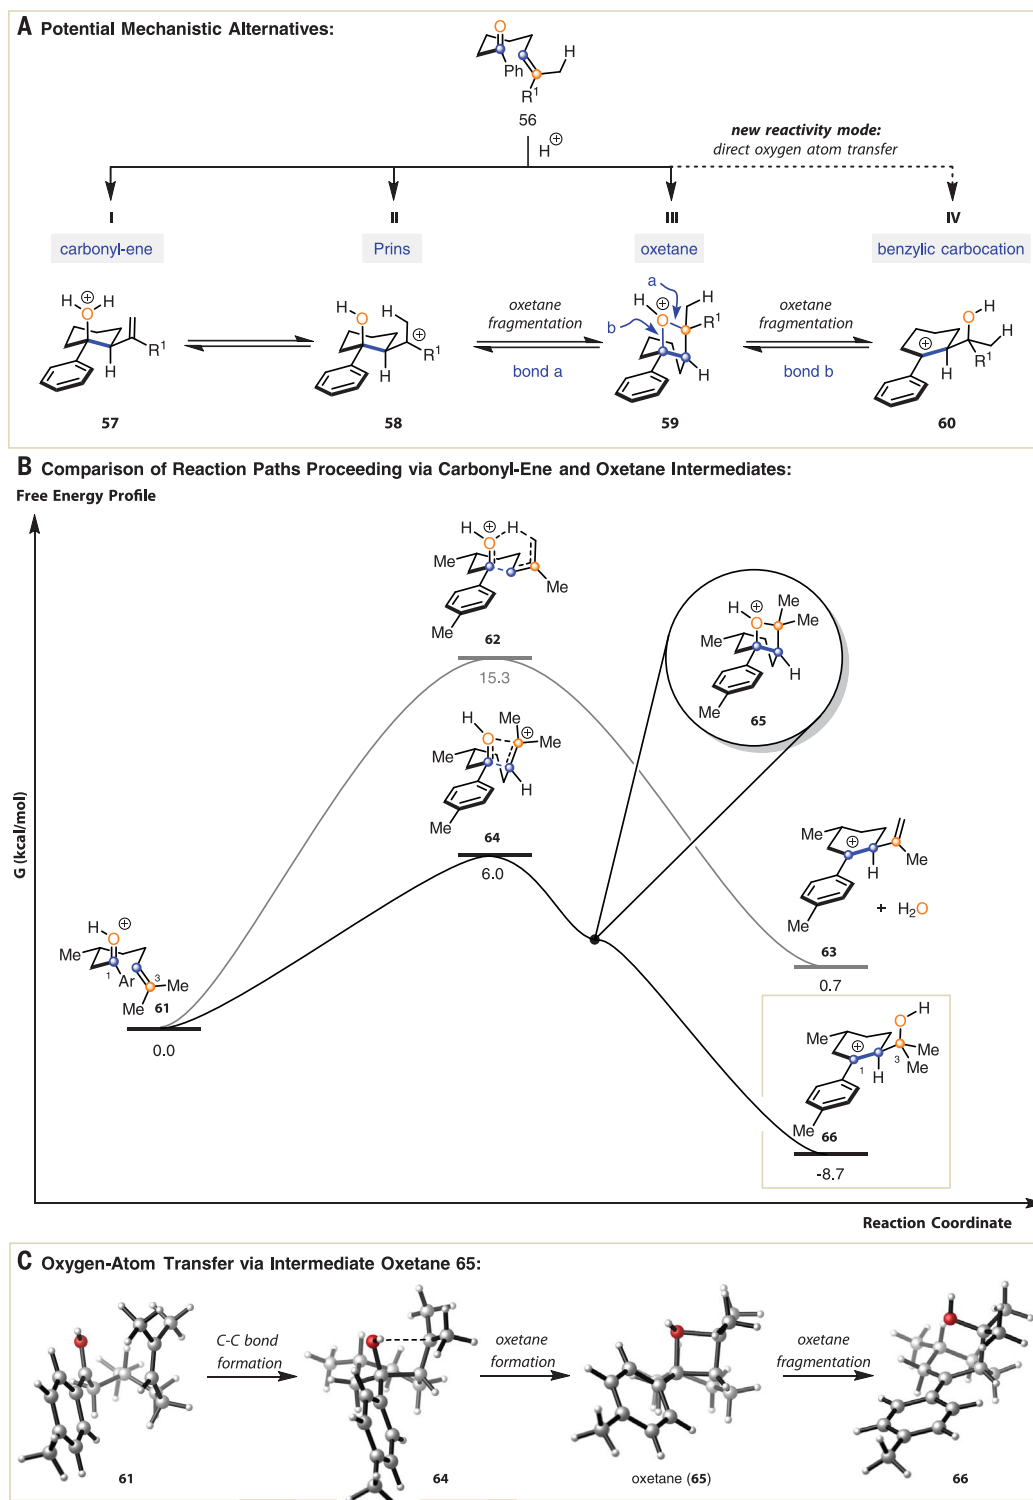 A Potential Mechanistic Alternatives:
O
H
Ph
R1
56
H⊕
new reactivity mode:
direct oxygen atom transfer
I
II
III
IV
carbonyl-ene
Prins
oxetane
benzylic carbocation
H ⊕ H
O
R1
H
57
HO
H
⊕
R1
H
58
oxetane
fragmentation
bond a
a
b
H ⊕
O
H
R1
H
59
oxetane
fragmentation
bond b
O H
H
⊕
R1
H
60
B Comparison of Reaction Paths Proceeding via Carbonyl-Ene and Oxetane Intermediates:
Free Energy Profile
G (kcal/mol)
H ⊕ H
O
Me
Me
Me
62
15.3
H ⊕ Me
O
Me
Me
H
Me
65
H
Me
O
⊕
Me
Me
H
Me
64
6.0
Me
⊕
Me
H
Me
+ H2O
63
0.7
⊕
H
O
Me
1
Ar
3
Me
Me
61
0.0
O H
Me
⊕
3
Me
1
Me
H
Me
66
-8.7
Reaction Coordinate
C Oxygen-Atom Transfer via Intermediate Oxetane 65:
C-C bond
formation
oxetane
formation
oxetane
fragmentation
61
64
oxetane (65)
66